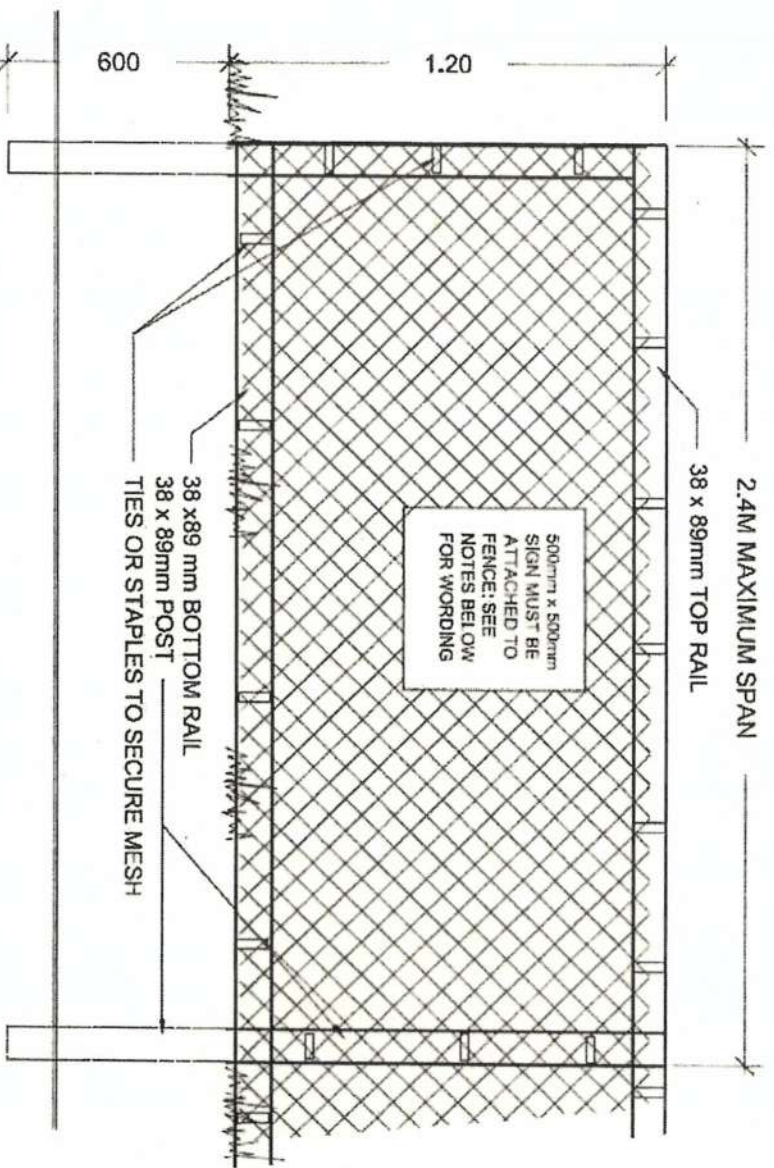 2.4M MAXIMUM SPAN
38 x 89mm TOP RAIL
1.20
600
500mm x 500mm
SIGN MUST BE
ATTACHED TO
FENCE: SEE
NOTES BELOW
FOR WORDING
38 x89 mm BOTTOM RAIL
38 x 89mm POST
TIES OR STAPLES TO SECURE MESH